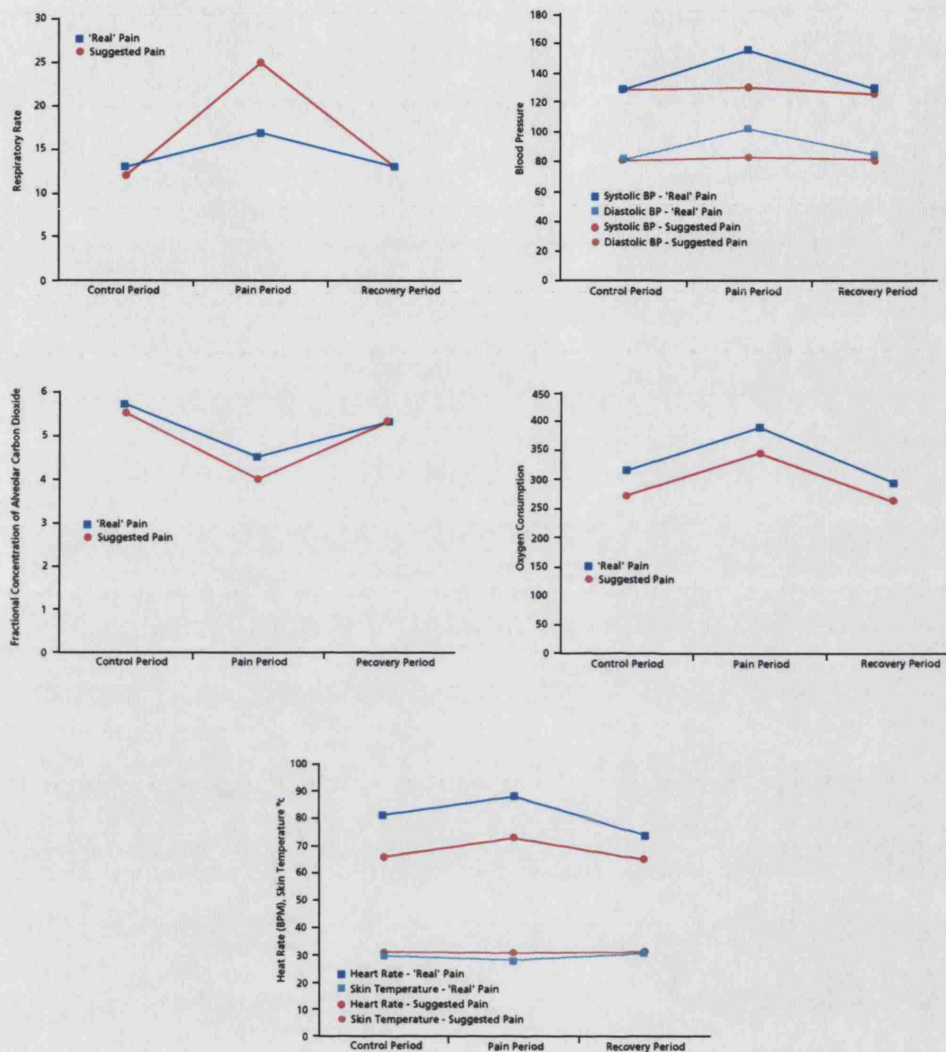 30
25
20
15
10
5
0
Respiratory Rate
'Real' Pain
Suggested Pain
Control Period Pain Period Recovery Period
180
160
140
120
100
80
60
40
20
0
Blood Pressure
Systolic BP - 'Real' Pain
Diastolic BP - 'Real' Pain
Systolic BP - Suggested Pain
Diastolic BP - Suggested Pain
Control Period Pain Period Recovery Period
6
5
4
3
2
1
0
Fractional Concentration of Alveolar Carbon Dioxide
'Real' Pain
Suggested Pain
Control Period Pain Period Pecovery Period
450
400
350
300
250
200
150
100
50
0
Oxygen Consumption
'Real' Pain
Suggested Pain
Control Period Pain Period Recovery Period
100
90
80
70
60
50
40
30
20
10
0
Heat Rate (BPM), Skin Temperature °c
Heart Rate - 'Real' Pain
Skin Temperature - 'Real' Pain
Heart Rate - Suggested Pain
Skin Temperature - Suggested Pain
Control Period Pain Period Recovery Period